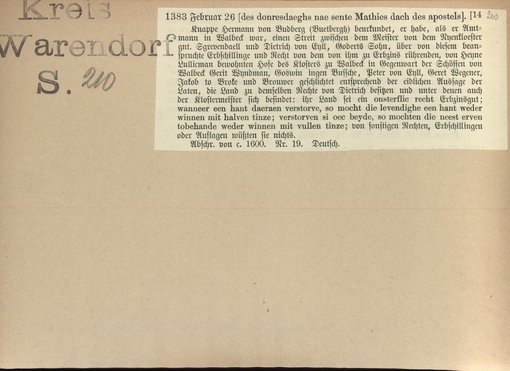 Kreis
Warendorf
S. 210
1383 Februar 26 [des donresdaeghs nae sente Mathies dach des apostels]. [14
210
Knappe Hermann von Budberg (Buetbergh) beurkundet, er habe, als er Amt-
mann in Walbeck war, einen Streit zwischen dem Meister von dem Nyenkloester
gnt. Sgrevendaell und Dietrich von Eyll, Goderts Sohn, über von diesem bean-
spruchte Erbschillinge und Recht von dem von ihm zu Erbzins rührenden, von Heyne
Lullleman bewohnten Hofe des Klosters zu Walbeck in Gegenwart der Schöffen von
Walbeck Gerit Wyndman, Goswin ingen Bussche, Peter von Eyll, Geret Wegener,
Jakob to Broke und Brouwer geschlichtet entsprechend der eidlichen Aussage der
Laten, die Land zu demselben Rechte von Dietrich besitzen und unter denen auch
der Klostermeister sich befindet: ihr Land sei ein onsterflic recht Erbzinsgut;
wanneer een hant daeraen verstorve, so mocht die levendighe een hant weder
winnen mit halven tinze; verstorven si oec beyde, so mochten die neest erven
tobehande weder winnen mit vullen tinze; von sonstigen Rechten, Erbschillingen
oder Auflagen wüßten sie nichts.
Abschr. von c. 1600. Nr. 19. Deutsch.